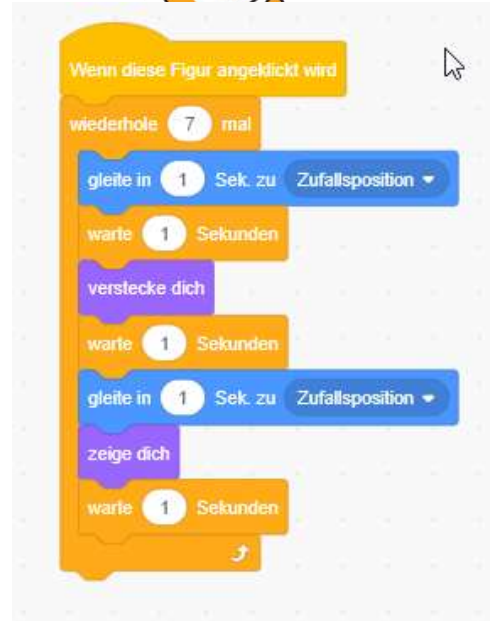 Wenn diese Figur angeklickt wird
wiederhole 7 mal
gleite in 1 Sek. zu Zufallsposition
warte 1 Sekunden
verstecke dich
warte 1 Sekunden
gleite in 1 Sek. zu Zufallsposition
zeige dich
warte 1 Sekunden